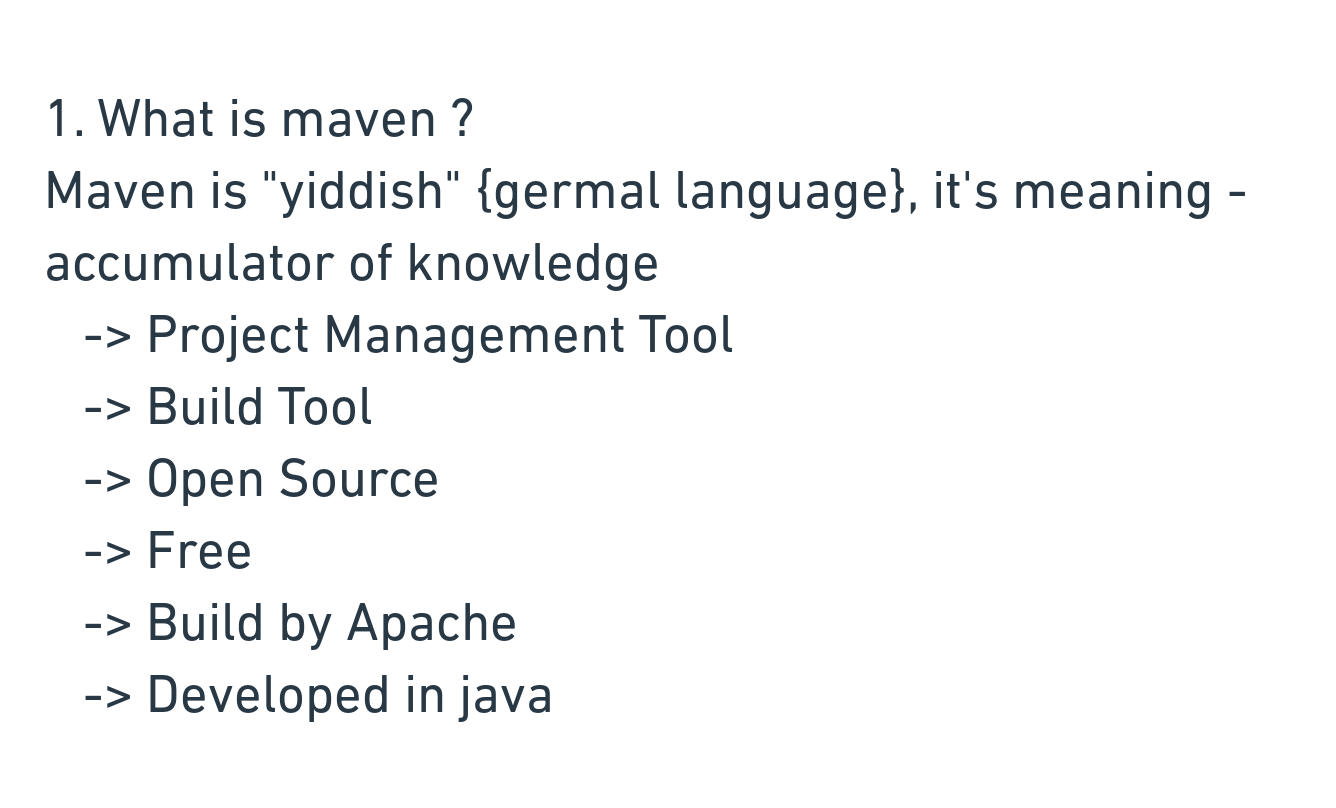 1. What is maven ?
Maven is "yiddish" {germal language}, it's meaning -
accumulator of knowledge
-> Project Management Tool
-> Build Tool
-> Open Source
-> Free
-> Build by Apache
-> Developed in java